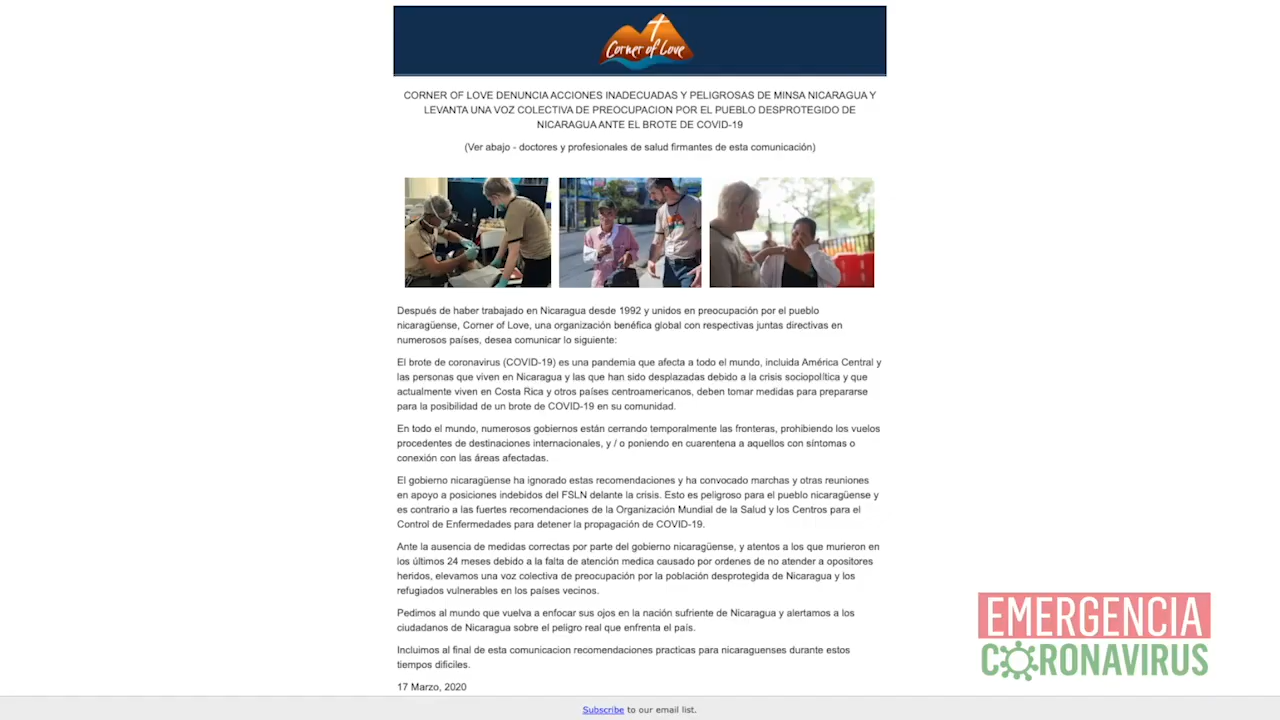 Corner of Love
CORNER OF LOVE DENUNCIA ACCIONES INADECUADAS Y PELIGROSAS DE MINSA NICARAGUA Y
LEVANTA UNA VOZ COLECTIVA DE PREOCUPACION POR EL PUEBLO DESPROTEGIDO DE
NICARAGUA ANTE EL BROTE DE COVID-19
(Ver abajo - doctores y profesionales de salud firmantes de esta comunicación)
Después de haber trabajado en Nicaragua desde 1992 y unidos en preocupación por el pueblo
nicaragüense, Corner of Love, una organización benéfica global con respectivas juntas directivas en
numerosos países, desea comunicar lo siguiente:
El brote de coronavirus (COVID-19) es una pandemia que afecta a todo el mundo, incluida América Central y
las personas que viven en Nicaragua y las que han sido desplazadas debido a la crisis sociopolítica y que
actualmente viven en Costa Rica y otros países centroamericanos, deben tomar medidas para prepararse
para la posibilidad de un brote de COVID-19 en su comunidad.
En todo el mundo, numerosos gobiernos están cerrando temporalmente las fronteras, prohibiendo los vuelos
procedentes de destinaciones internacionales, y / o poniendo en cuarentena a aquellos con síntomas o
conexión con las áreas afectadas.
El gobierno nicaragüense ha ignorado estas recomendaciones y ha convocado marchas y otras reuniones
en apoyo a posiciones indebidos del FSLN delante la crisis. Esto es peligroso para el pueblo nicaragüense y
es contrario a las fuertes recomendaciones de la Organización Mundial de la Salud y los Centros para el
Control de Enfermedades para detener la propagación de COVID-19.
Ante la ausencia de medidas correctas por parte del gobierno nicaragüense, y atentos a los que murieron en
los últimos 24 meses debido a la falta de atención medica causado por ordenes de no atender a opositores
heridos, elevamos una voz colectiva de preocupación por la población desprotegida de Nicaragua y los
refugiados vulnerables en los países vecinos.
Pedimos al mundo que vuelva a enfocar sus ojos en la nación sufriente de Nicaragua y alertamos a los
ciudadanos de Nicaragua sobre el peligro real que enfrenta el país.
Incluimos al final de esta comunicacion recomendaciones practicas para nicaraguenses durante estos
tiempos dificiles.
17 Marzo, 2020
Subscribe to our email list.
EMERGENCIA
CORONAVIRUS